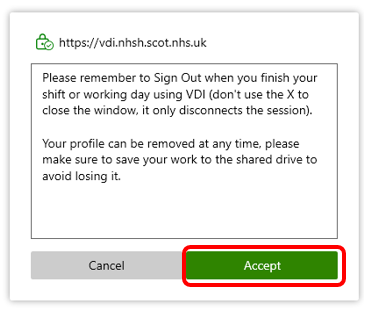 https://vdi.nhsh.scot.nhs.uk
Please remember to Sign Out when you finish your
shift or working day using VDI (don't use the X to
close the window, it only disconnects the session).
Your profile can be removed at any time, please
make sure to save your work to the shared drive to
avoid losing it.
Cancel
Accept